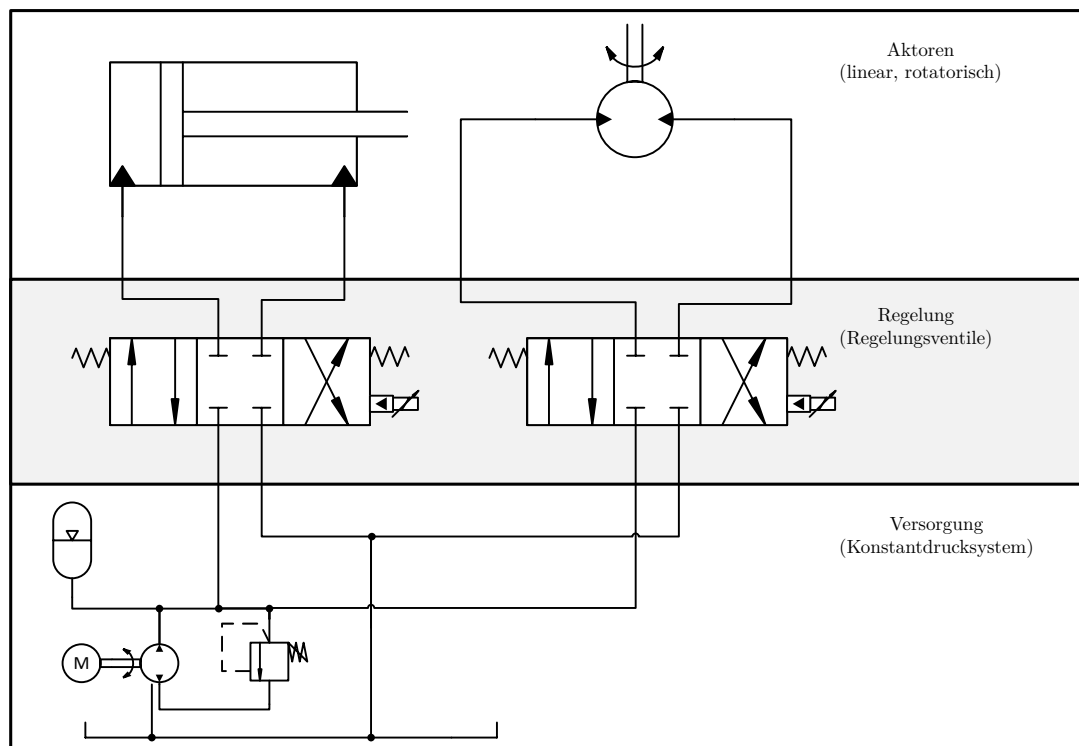 Aktoren
(linear, rotatorisch)
Regelung
(Regelungsventile)
Versorgung
(Konstantdrucksystem)
M